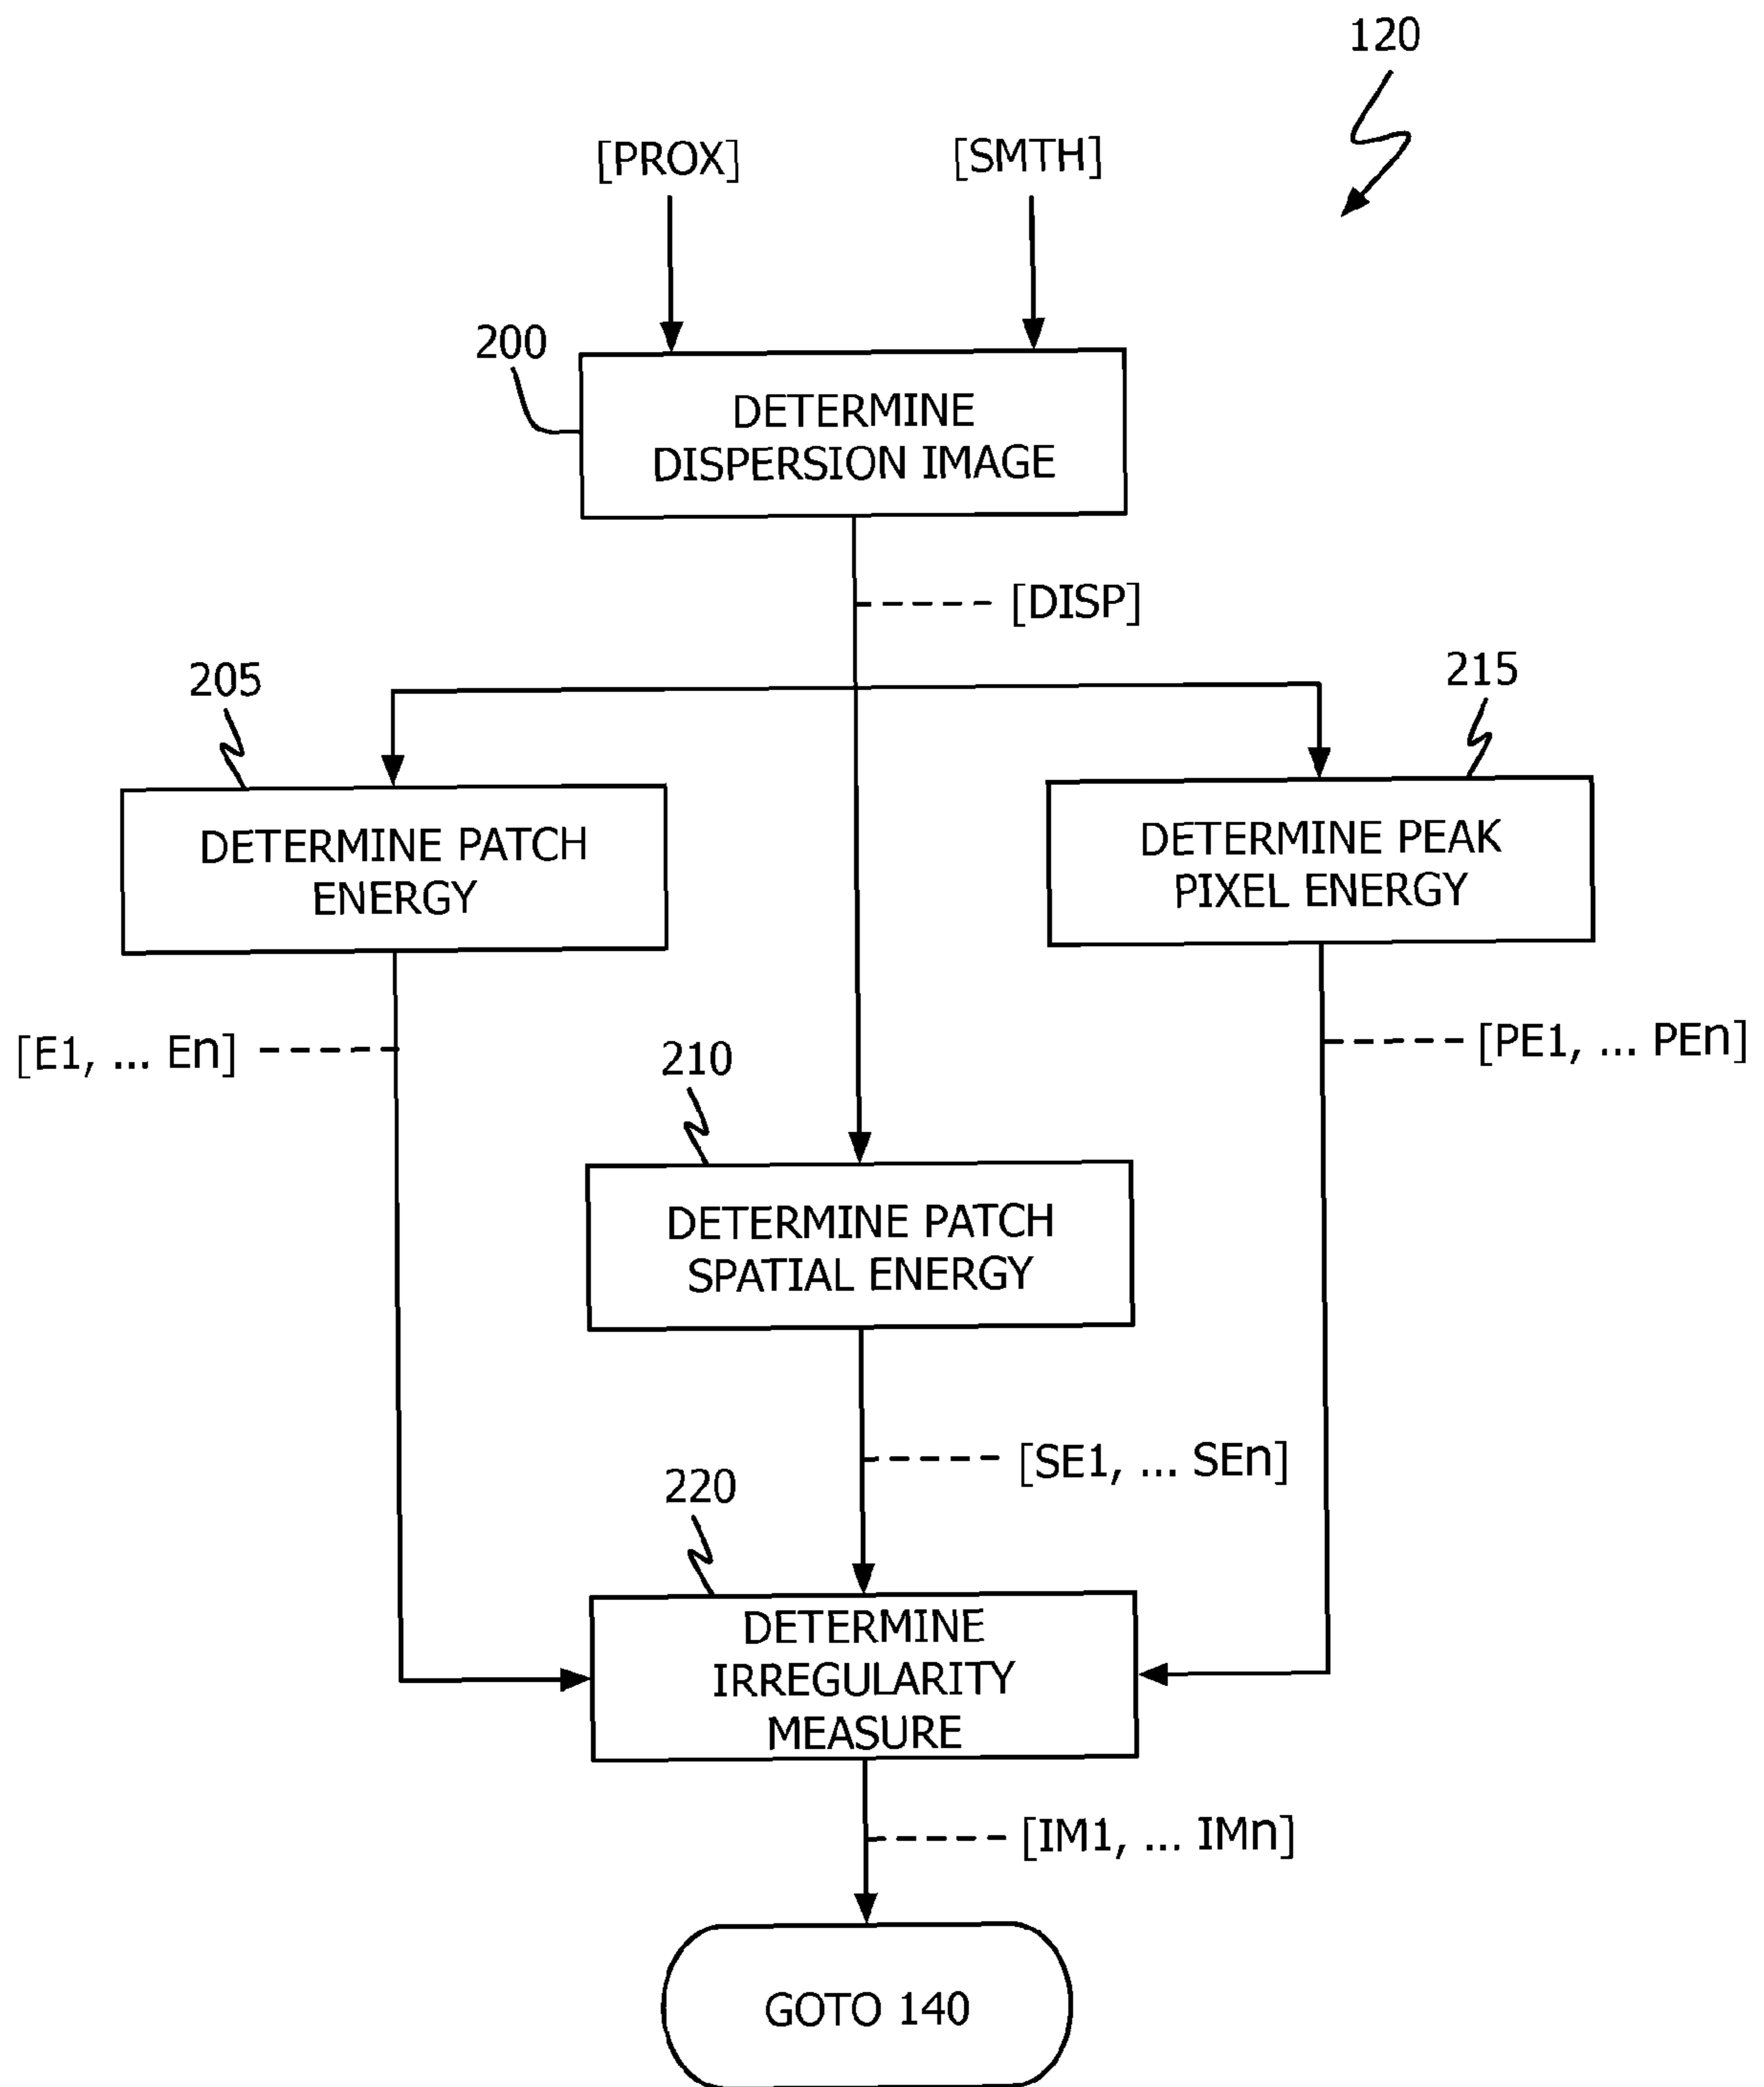 120
[PROX]
[SMTH]
200
DETERMINE
DISPERSION IMAGE
[DISP]
205
215
DETERMINE PATCH
ENERGY
DETERMINE PEAK
PIXEL ENERGY
[E1, ... En]
[PE1, ... PEn]
210
DETERMINE PATCH
SPATIAL ENERGY
[SE1, ... SEn]
220
DETERMINE
IRREGULARITY
MEASURE
[IM1, ... IMn]
GOTO 140